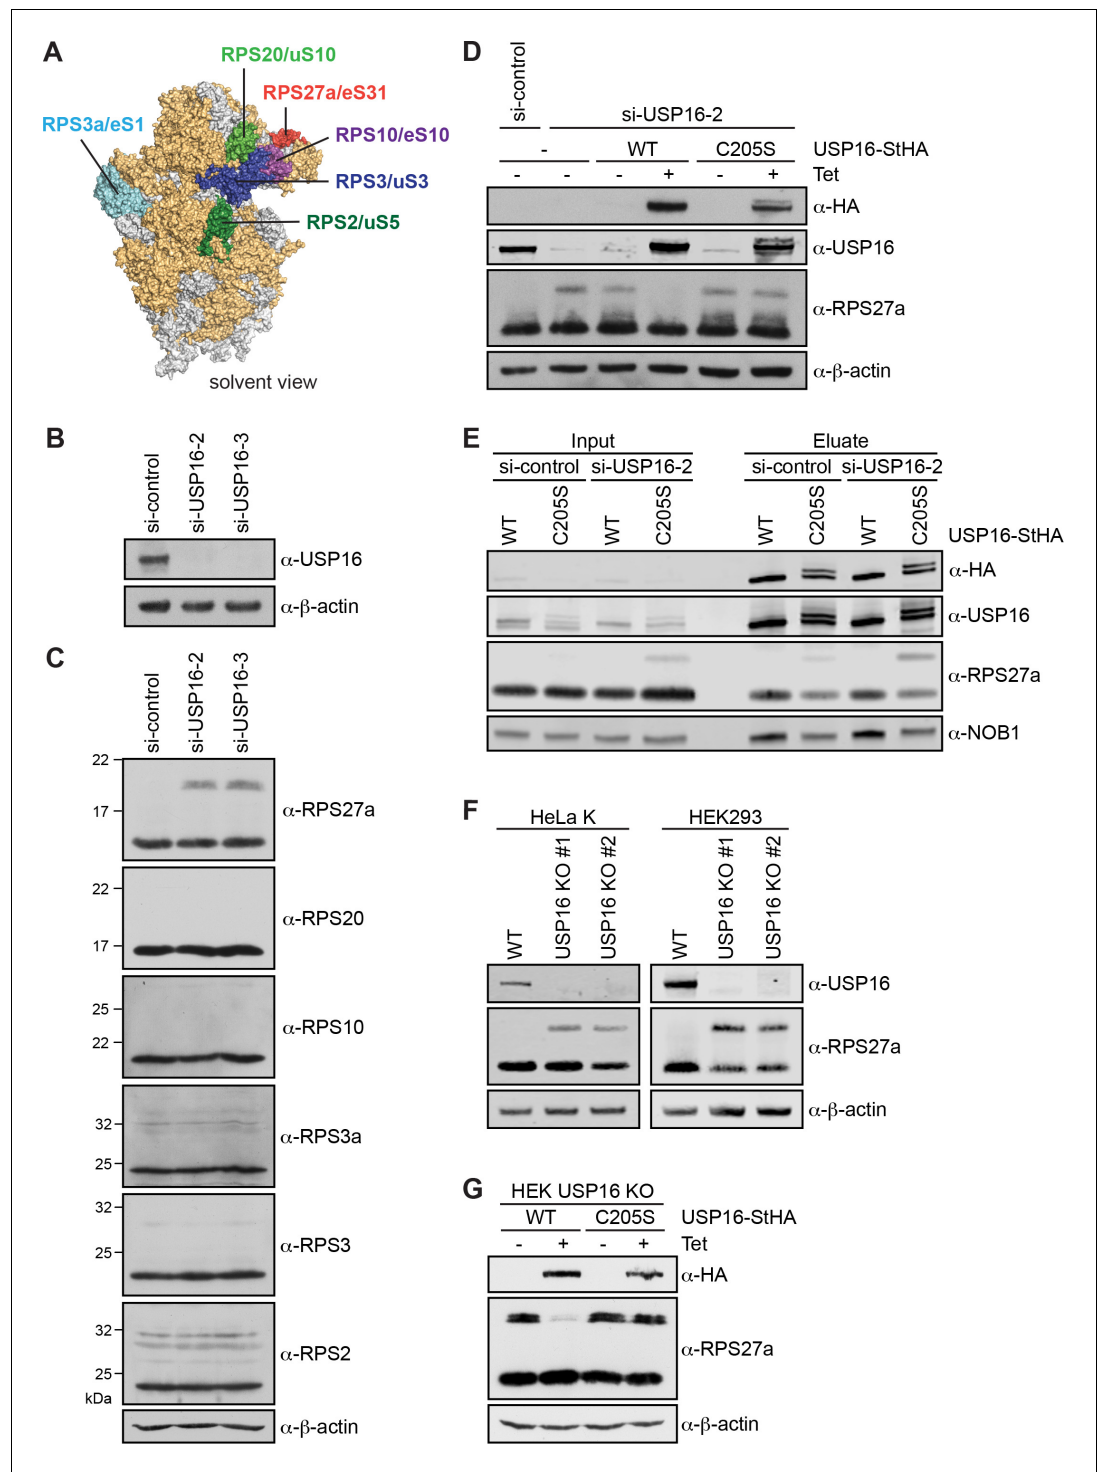 A
RPS20/uS10
RPS27a/eS31
RPS3a/eS1
RPS10/eS10
RPS3/uS3
RPS2/uS5
solvent view
B
si-control
si-USP16-2
si-USP16-3
α-USP16
α-β-actin
C
si-control
si-USP16-2
si-USP16-3
22
17
α-RPS27a
22
17
α-RPS20
25
22
α-RPS10
32
25
α-RPS3a
32
25
α-RPS3
32
25
kDa
α-RPS2
α-β-actin
D
si-control
si-USP16-2
- WT C205S USP16-StHA
- - - + - + Tet
α-HA
α-USP16
α-RPS27a
α-β-actin
E
Input Eluate
si-control si-USP16-2 si-control si-USP16-2
WT C205S WT C205S WT C205S WT C205S USP16-StHA
α-HA
α-USP16
α-RPS27a
α-NOB1
F
HeLa K HEK293
WT USP16 KO #1 USP16 KO #2 WT USP16 KO #1 USP16 KO #2
α-USP16
α-RPS27a
α-β-actin
G
HEK USP16 KO
WT C205S USP16-StHA
- + - + Tet
α-HA
α-RPS27a
α-β-actin